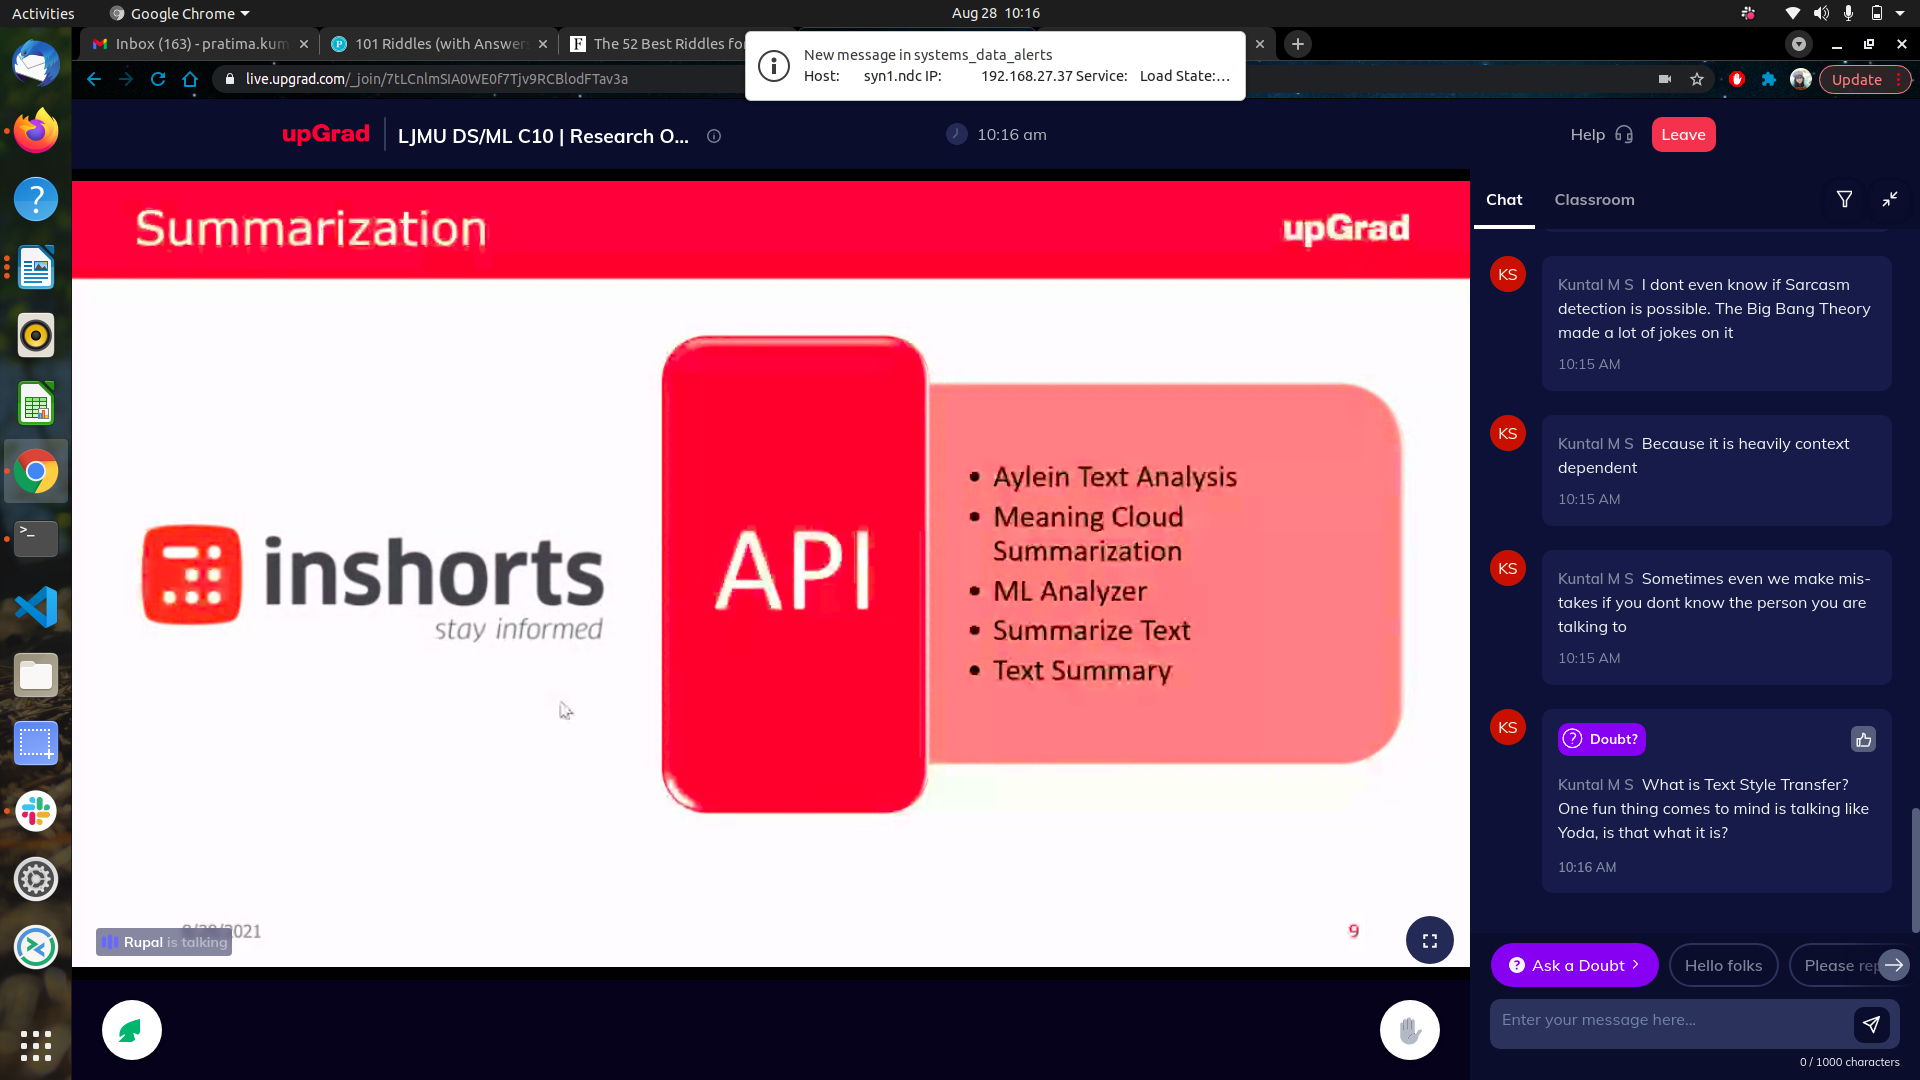 Activities
Google Chrome
Aug 28 10:16
Inbox (163) - pratima.kum
101 Riddles (with Answer
The 52 Best Riddles fo
New message in systems_data_alerts
Host: syn1.ndc IP: 192.168.27.37 Service: Load State:...
live.upgrad.com/_join/7tLCnlmSIA0WE0f7Tjv9RCBlodFTav3a
Update
upGrad
LJMU DS/ML C10 | Research O...
10:16 am
Help
Leave
Summarization
upGrad
inshorts
stay informed
API
• Aylein Text Analysis
• Meaning Cloud
Summarization
• ML Analyzer
• Summarize Text
• Text Summary
Rupal is talking
/2021
9
Chat
Classroom
KS
Kuntal M S I dont even know if Sarcasm
detection is possible. The Big Bang Theory
made a lot of jokes on it
10:15 AM
KS
Kuntal M S Because it is heavily context
dependent
10:15 AM
KS
Kuntal M S Sometimes even we make mis-
takes if you dont know the person you are
talking to
10:15 AM
KS
Doubt?
Kuntal M S What is Text Style Transfer?
One fun thing comes to mind is talking like
Yoda, is that what it is?
10:16 AM
Ask a Doubt
Hello folks
Please rep
Enter your message here...
0 / 1000 characters